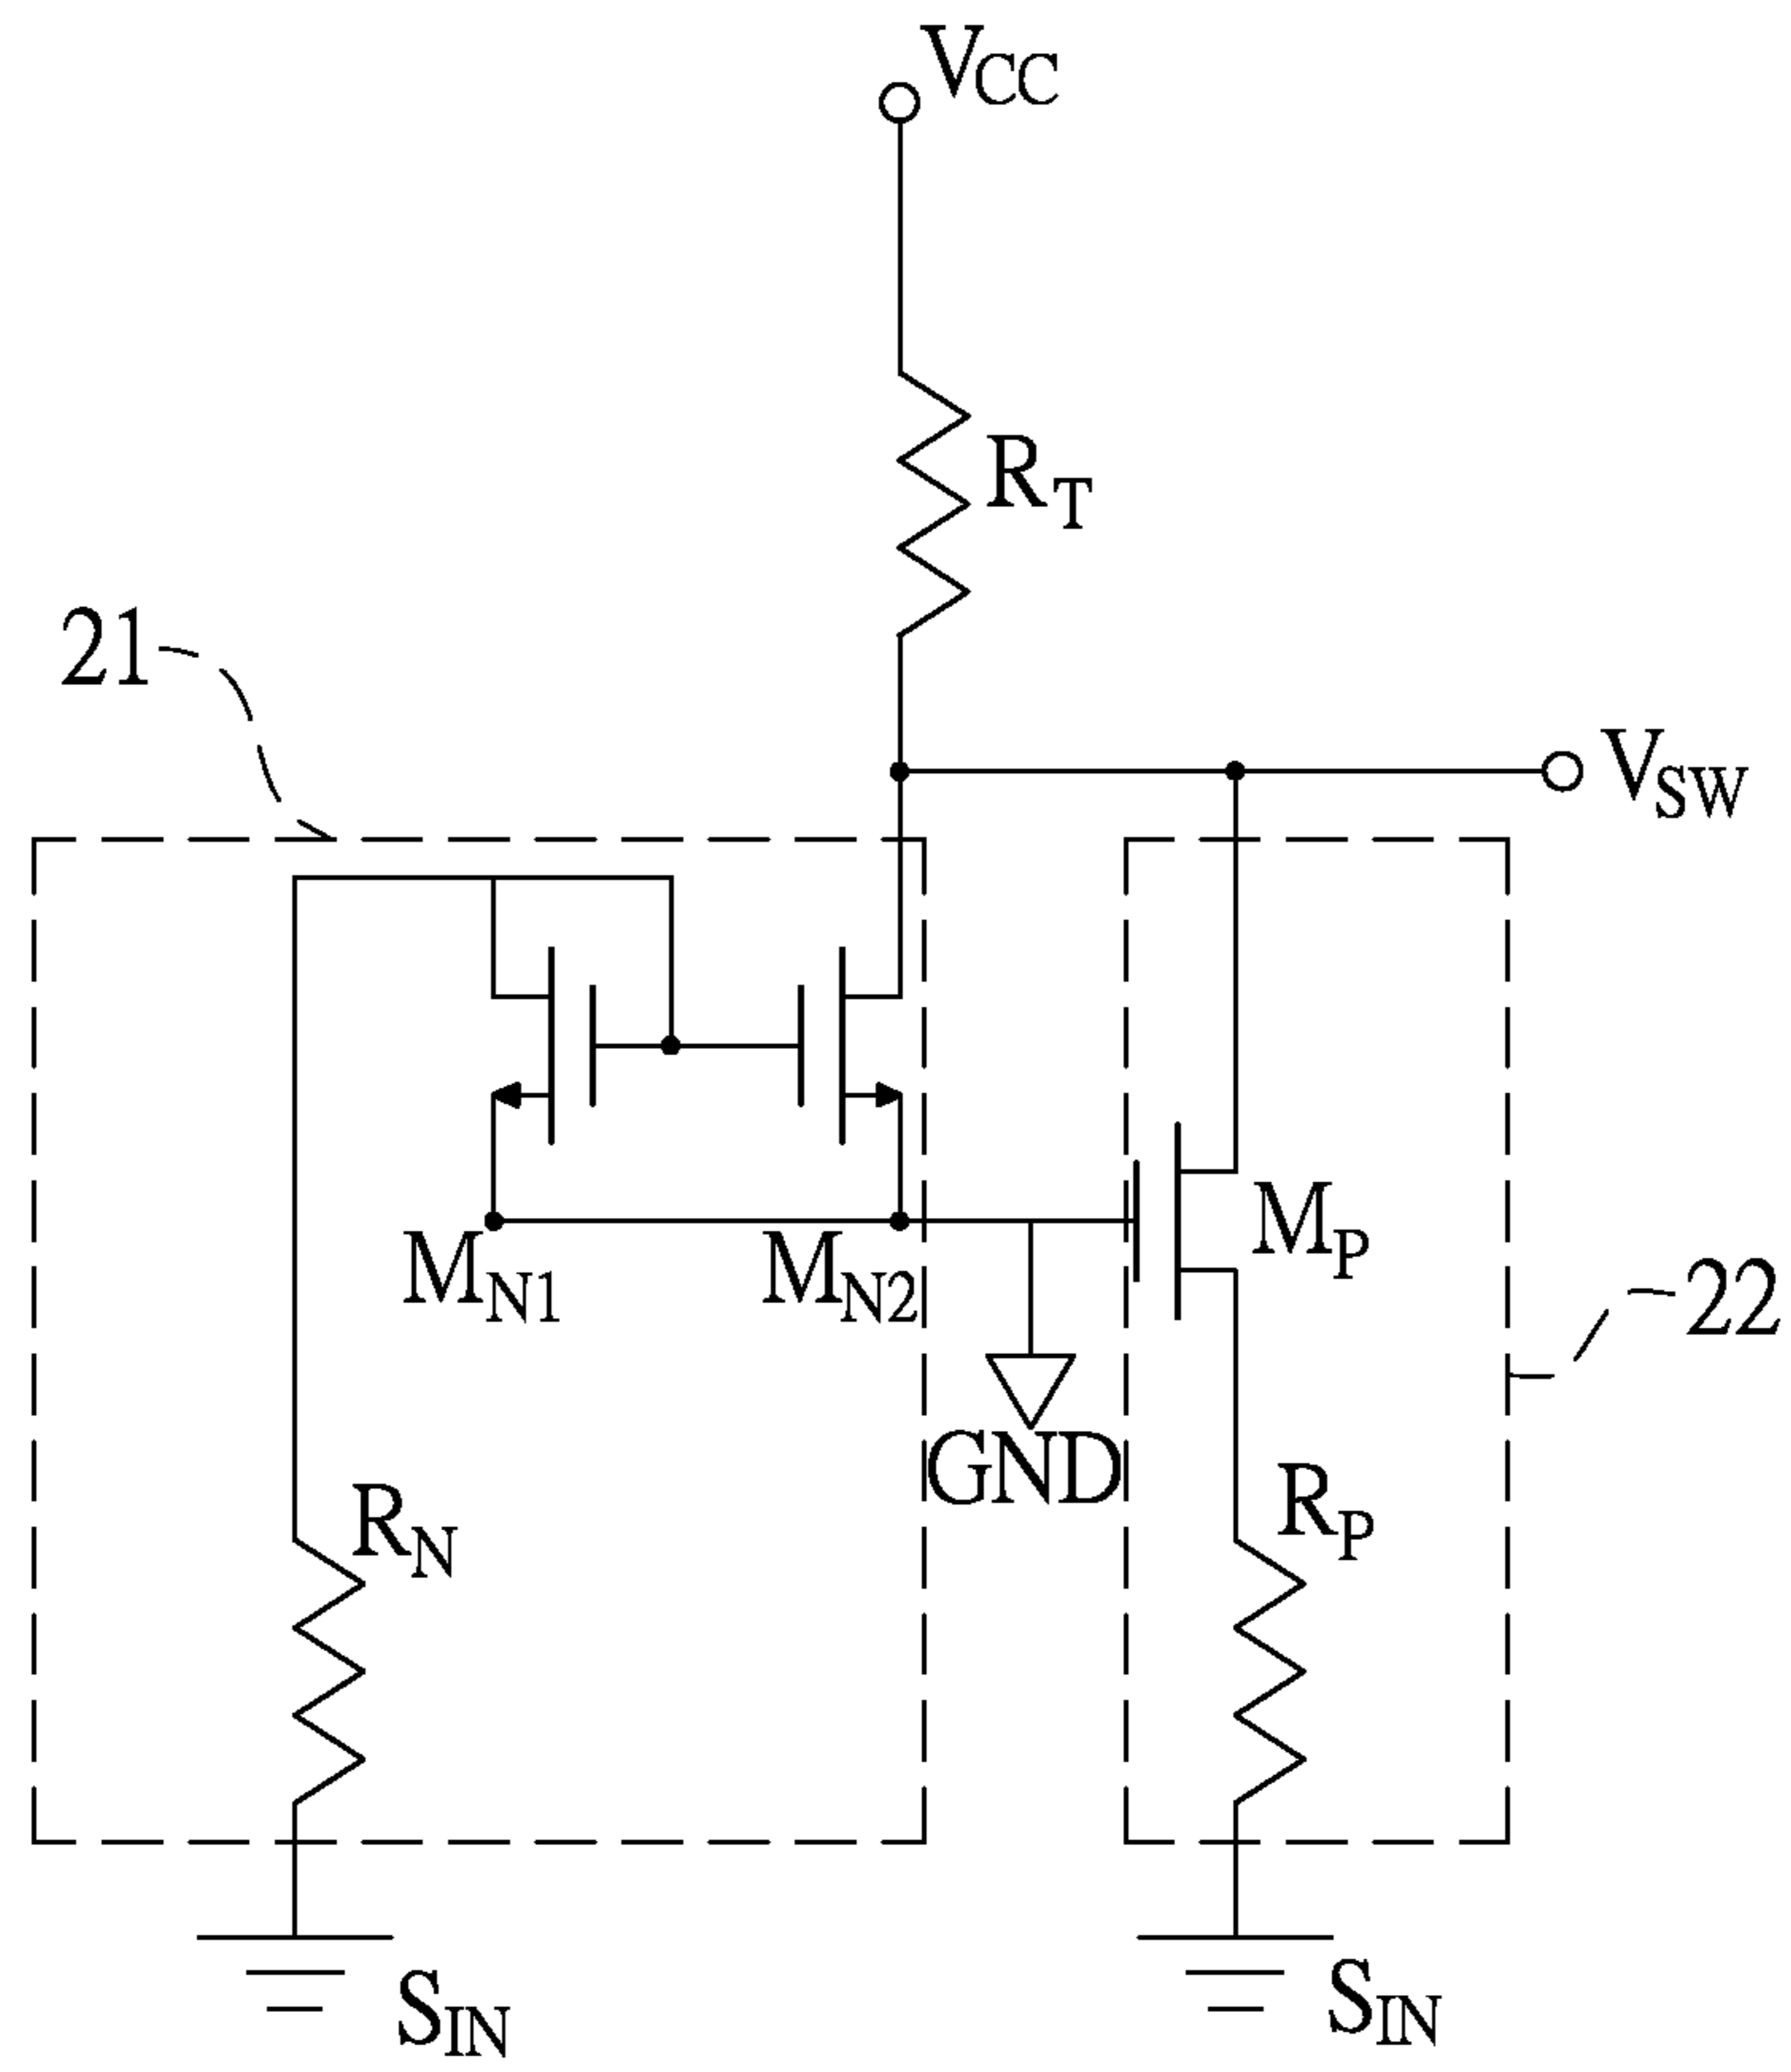 VCC
RT
21
VSW
MN1
MN2
MP
22
GND
RN
RP
SIN
SIN